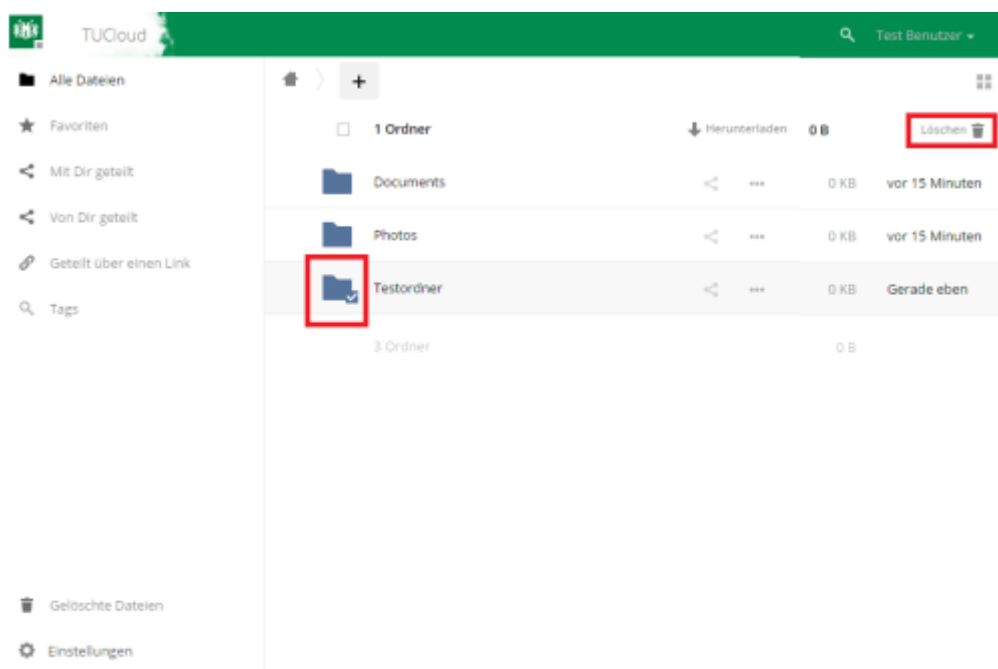 TUCloud
Test Benutzer
Alle Dateien
Favoriten
Mit Dir geteilt
Von Dir geteilt
Geteilt über einen Link
Tags
+
1 Ordner Herunterladen 0 B Löschen
Documents ... 0 KB vor 15 Minuten
Photos ... 0 KB vor 15 Minuten
Testordner ... 0 KB Gerade eben
3 Ordner 0 B
Gelöschte Dateien
Einstellungen